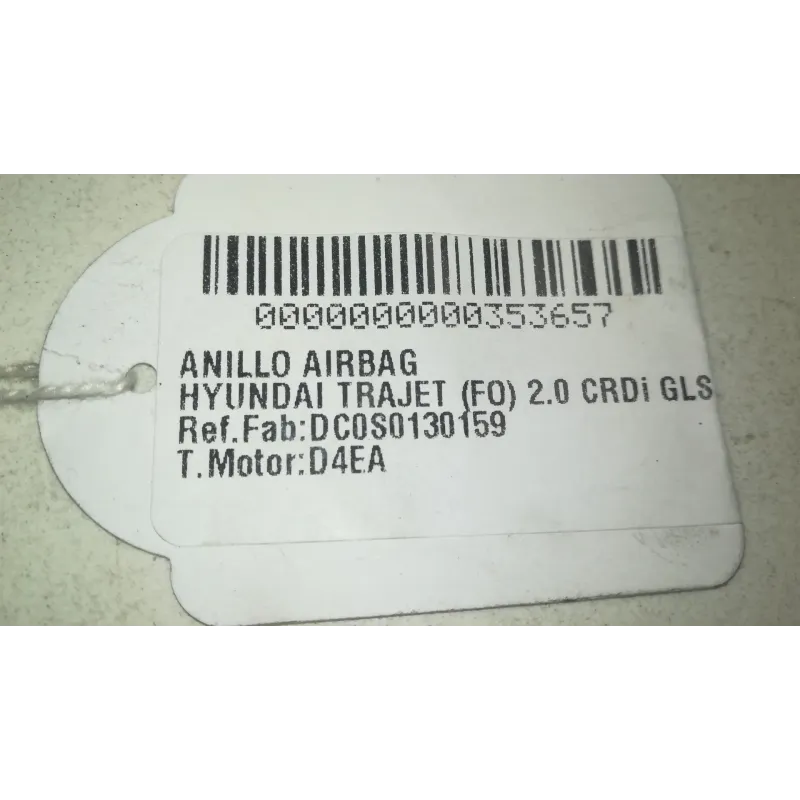 0000000000353657
ANILLO AIRBAG
HYUNDAI TRAJET (FO) 2.0 CRDi GLS
Ref.Fab:DC0S0130159
T.Motor:D4EA